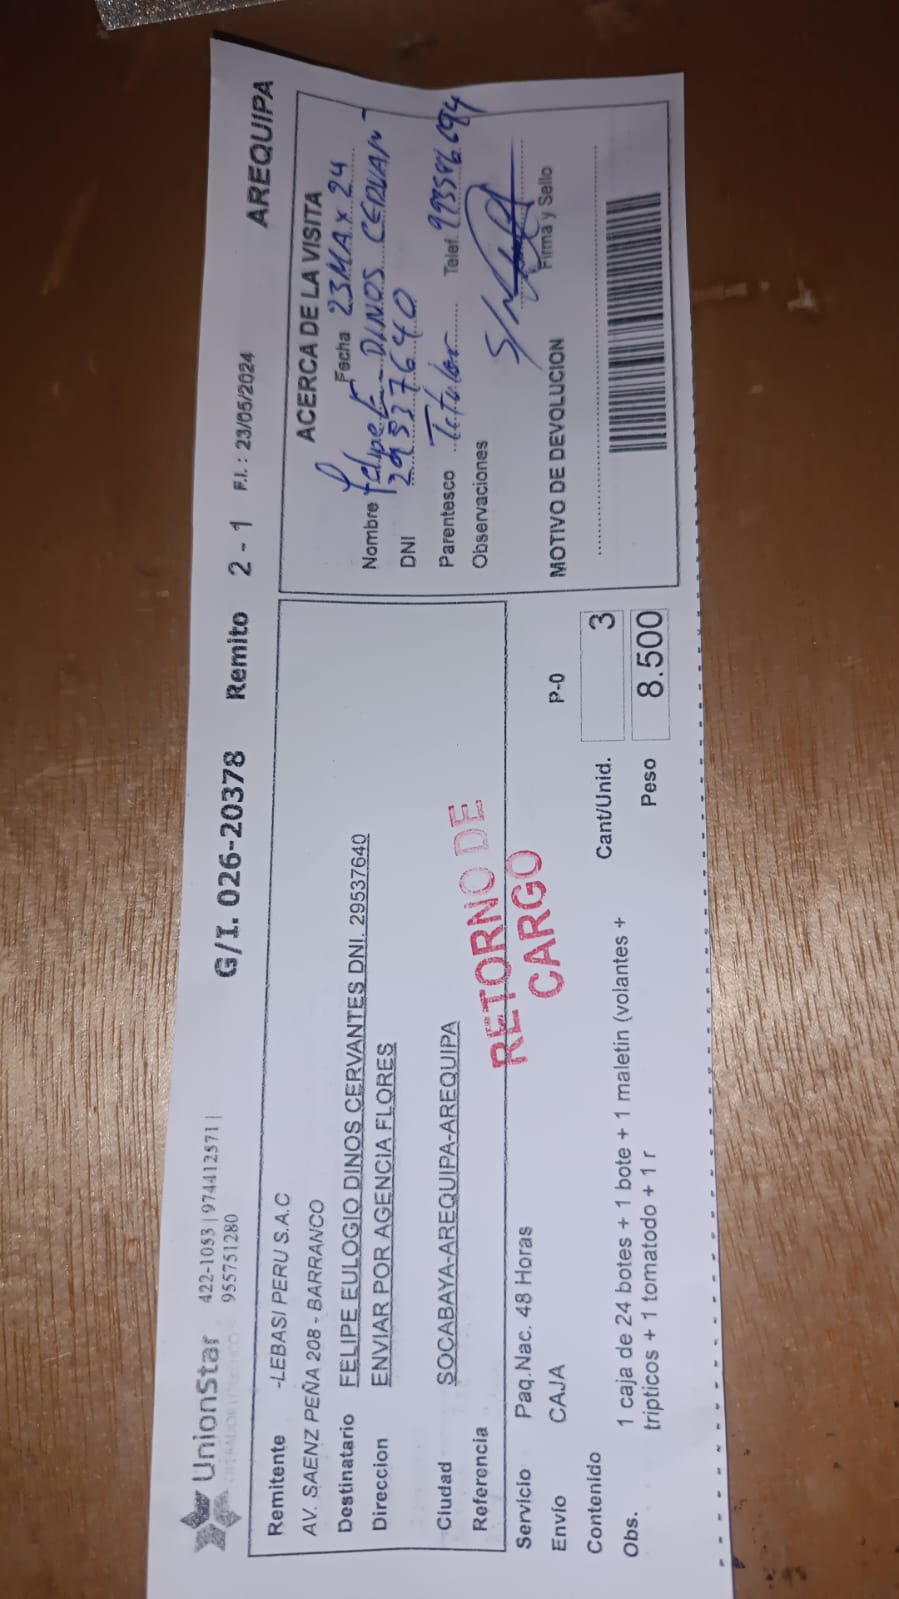 UnionStar 422-1053 | 974412571 |
955751280
G/I. 026-20378 Remito 2 - 1 F.I. : 23/05/2024 AREQUIPA
Remitente -LEBASI PERU S.A.C
AV. SAENZ PEÑA 208 - BARRANCO
Destinatario FELIPE EULOGIO DINOS CERVANTES DNI. 29537640
Direccion ENVIAR POR AGENCIA FLORES
Ciudad SOCABAYA-AREQUIPA-AREQUIPA
Referencia
RETORNO DE
CARGO
Servicio Paq.Nac. 48 Horas
Envío CAJA P-0
Contenido Cant/Unid. 3
Obs. 1 caja de 24 botes + 1 bote + 1 maletin (volantes + Peso 8.500
tripticos + 1 tomatodo + 1 r
ACERCA DE LA VISITA
Fecha 23 MAY 24
Nombre Felipe E. DINOS CERVAN
DNI 29537640
Parentesco Titular Telef.
Observaciones
Firma y Sello
MOTIVO DE DEVOLUCION